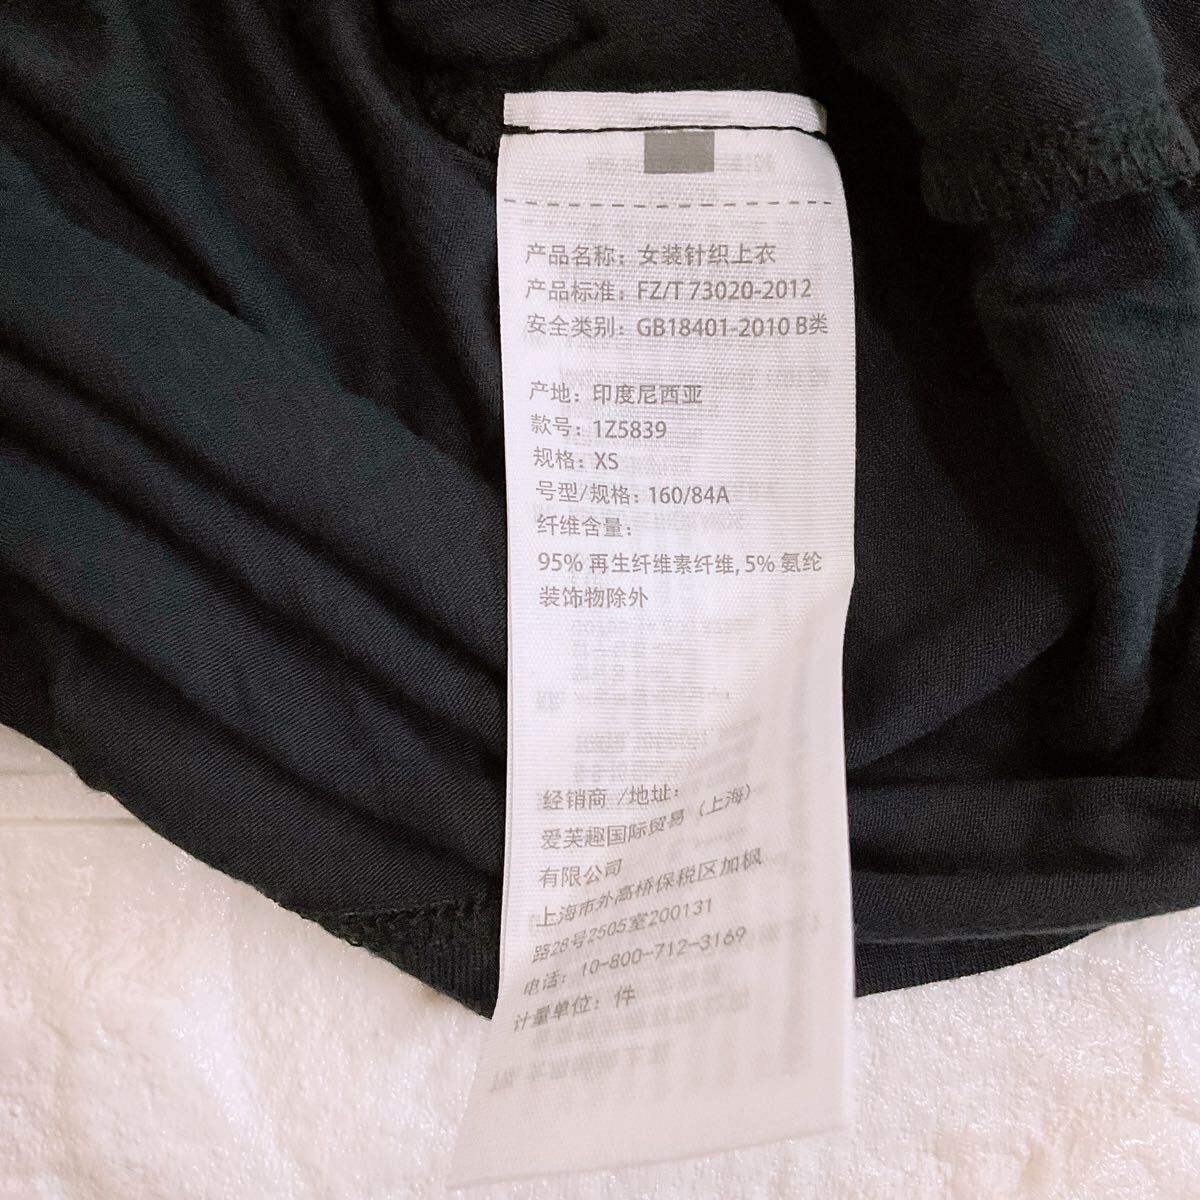 产品名称：女装针织上衣
产品标准：FZ/T 73020-2012
安全类别：GB18401-2010 B类
产地：印度尼西亚
款号：1Z5839
规格：XS
号型/规格：160/84A
纤维含量：
95% 再生纤维素纤维, 5% 氨纶
装饰物除外
经销商 /地址：
爱芙趣国际贸易（上海）
有限公司
上海市外高桥保税区加枫
路28号2505室200131
电话：10-800-712-3169
计量单位：件